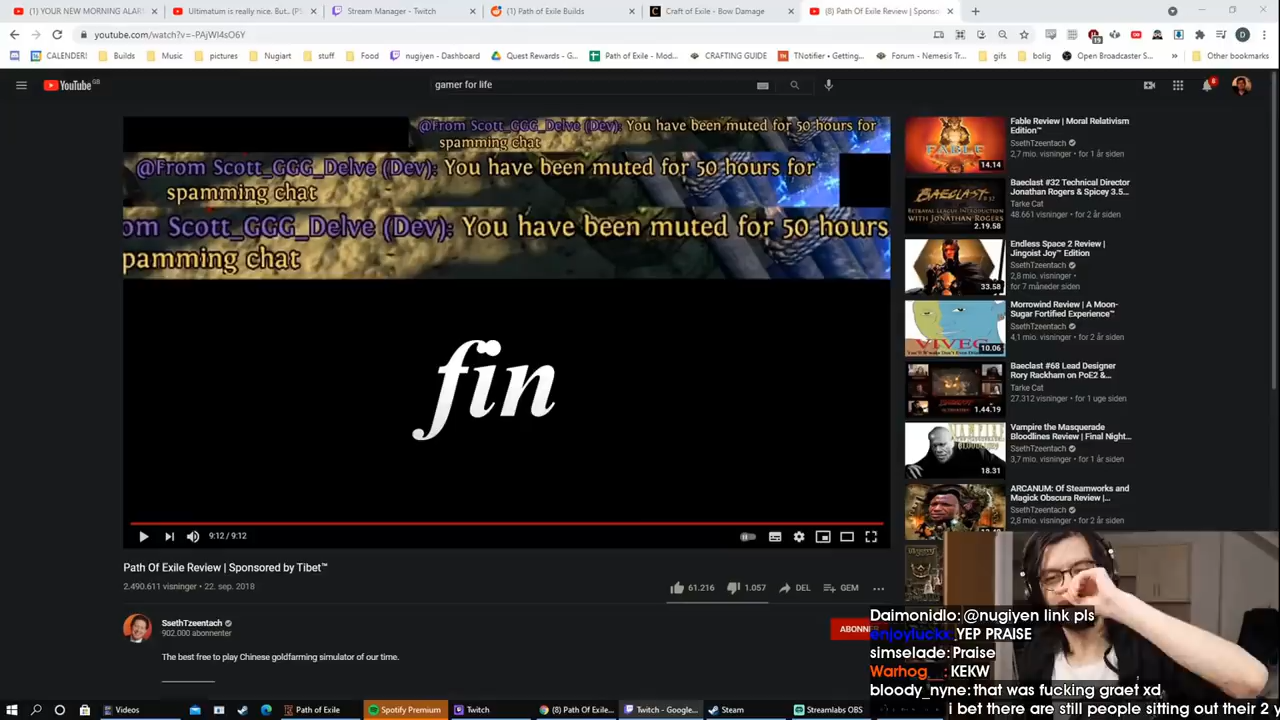 (1) YOUR NEW MORNING ALAR
Ultimatum is really nice. But.. (PS
Stream Manager - Twitch
(1) Path of Exile Builds
Craft of Exile - Bow Damage
(8) Path Of Exile Review | Sponso
youtube.com/watch?v=-PAjWI4sO6Y
CALENDER!
Builds
Music
pictures
Nugiart
stuff
Food
nugiyen - Dashboard
Quest Rewards - G...
Path of Exile - Mod...
CRAFTING GUIDE
TNotifier - Getting...
Forum - Nemesis Tr...
gifs
bolig
Open Broadcaster S...
»
Other bookmarks
YouTube GB
gamer for life
@From Scott_GGG_Delve (Dev): You have been muted for 50 hours for
spamming chat
@From Scott_GGG_Delve (Dev): You have been muted for 50 hours for
spamming chat
om Scott_GGG_Delve (Dev): You have been muted for 50 hours
pamming chat
fin
9:12 / 9:12
Path Of Exile Review | Sponsored by Tibet™
2.490.611 visninger • 22. sep. 2018
61.216
1.057
DEL
GEM
SsethTzeentach
902.000 abonnenter
ABONNE
The best free to play Chinese goldfarming simulator of our time.
Fable Review | Moral Relativism
Edition™
SsethTzeentach
2,7 mio. visninger • for 1 år siden
FABLE
14.14
Baeclast #32 Technical Director
Jonathan Rogers & Spicey 3.5...
Tarke Cat
48.661 visninger • for 2 år siden
BAECLAST
BETRAYAL LEAGUE INTRODUCTION
WITH JONATHAN ROGERS
2.19.58
Endless Space 2 Review |
Jingoist Joy™ Edition
SsethTzeentach
2,8 mio. visninger •
for 7 måneder siden
33.58
Morrowind Review | A Moon-
Sugar Fortified Experience™
SsethTzeentach
4,1 mio. visninger • for 2 år siden
VIVEC
10.06
Baeclast #68 Lead Designer
Rory Rackham on PoE2 &...
Tarke Cat
27.312 visninger • for 1 uge siden
1.44.19
Vampire the Masquerade
Bloodlines Review | Final Night...
SsethTzeentach
3,7 mio. visninger • for 1 år siden
18.31
ARCANUM: Of Steamworks and
Magick Obscura Review |...
SsethTzeentach
2,8 mio. visninger • for 2 år siden
Daimonidlo: @nugiyen link pls
enjoyfuckx: YEP PRAISE
simselade: Praise
Warhog__: KEKW
bloody_nyne: that was fucking graet xd
i bet there are still people sitting out their 2 y
Videos
Path of Exile
Spotify Premium
Twitch
(8) Path Of Exile...
Twitch - Google...
Steam
Streamlabs OBS